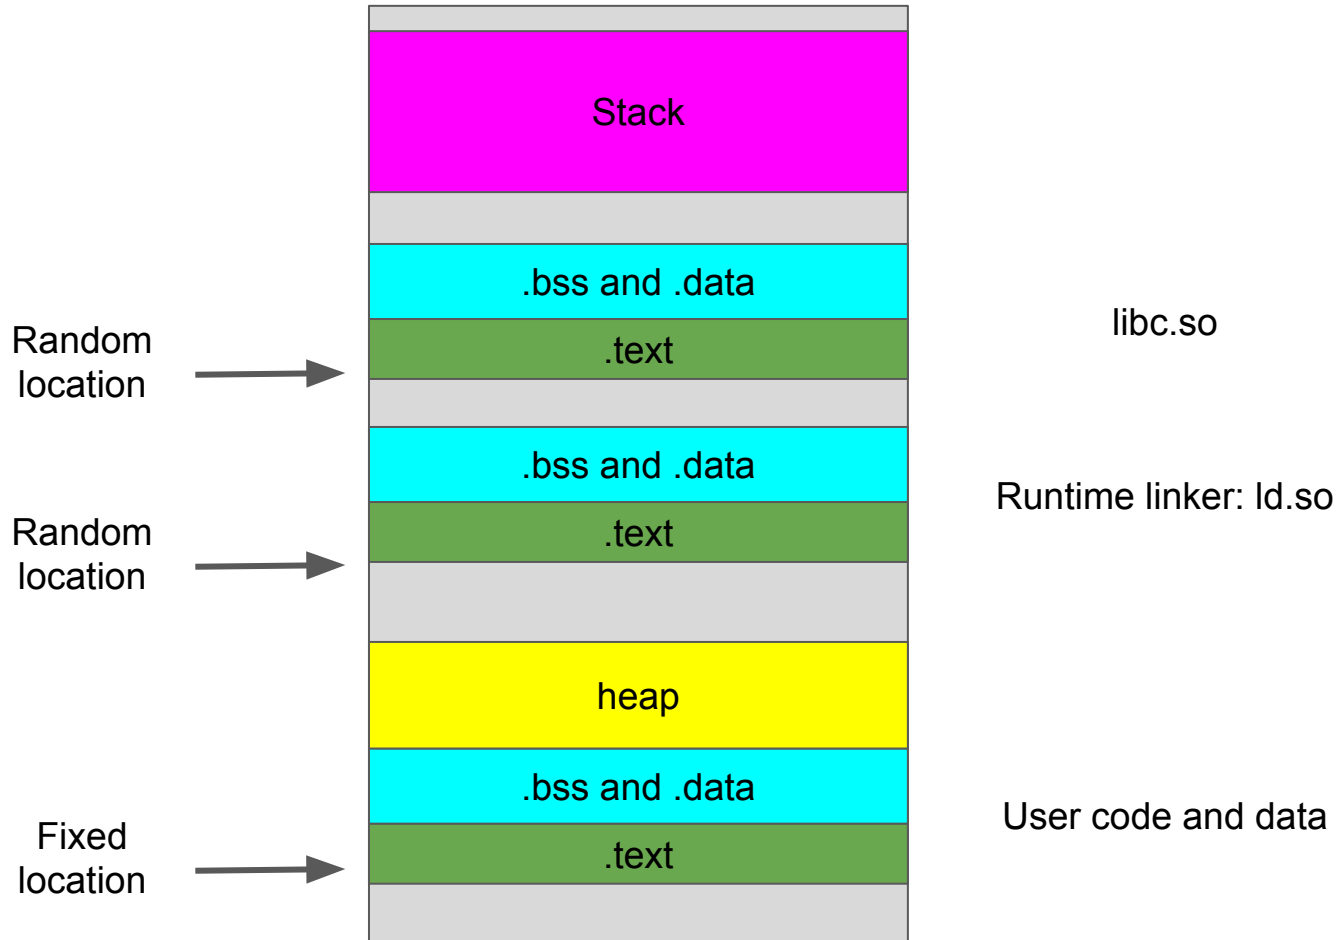 Stack
.bss and .data
libc.so
Random
location
.text
.bss and .data
Runtime linker: ld.so
Random
location
.text
heap
.bss and .data
User code and data
Fixed
location
.text